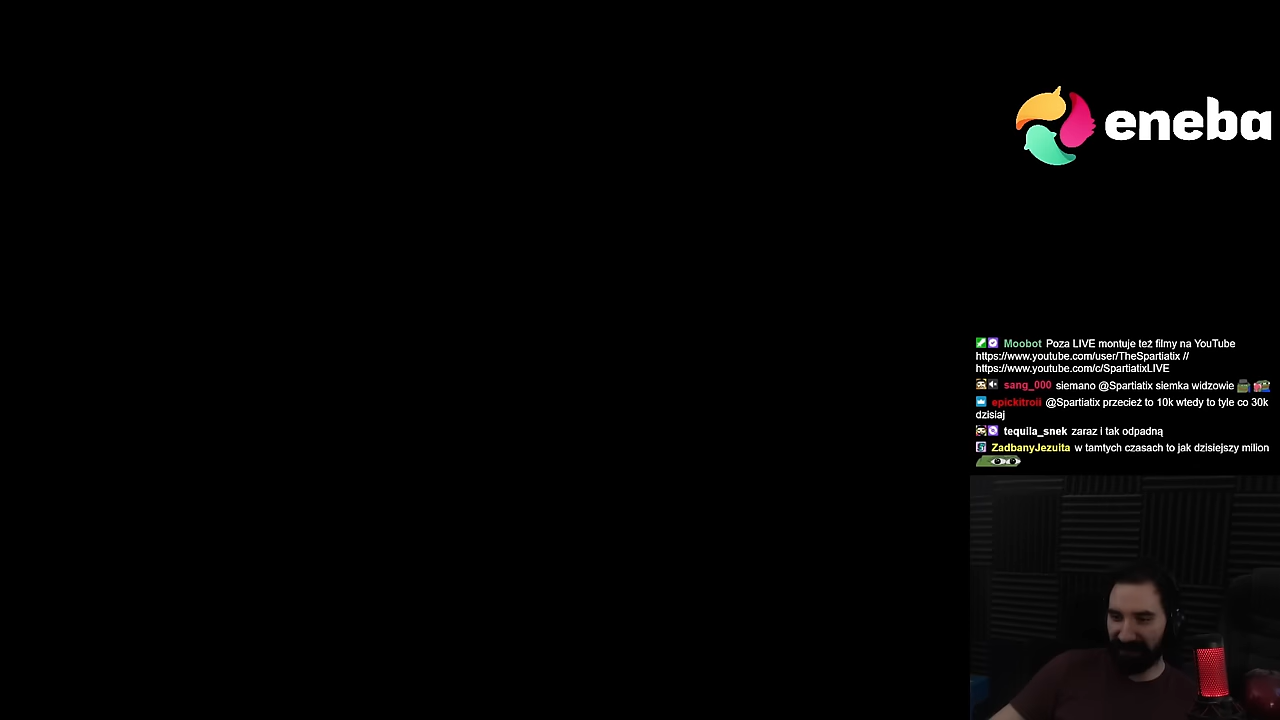 eneba
Moobot Poza LIVE montuje też filmy na YouTube
https://www.youtube.com/user/TheSpartiatix //
https://www.youtube.com/c/SpartiatixLIVE
sang_000 siemano @Spartiatix siemka widzowie
epickitroii @Spartiatix przecież to 10k wtedy to tyle co 30k
dzisiaj
tequila_snek zaraz i tak odpadną
ZadbanyJezuita w tamtych czasach to jak dzisiejszy milion